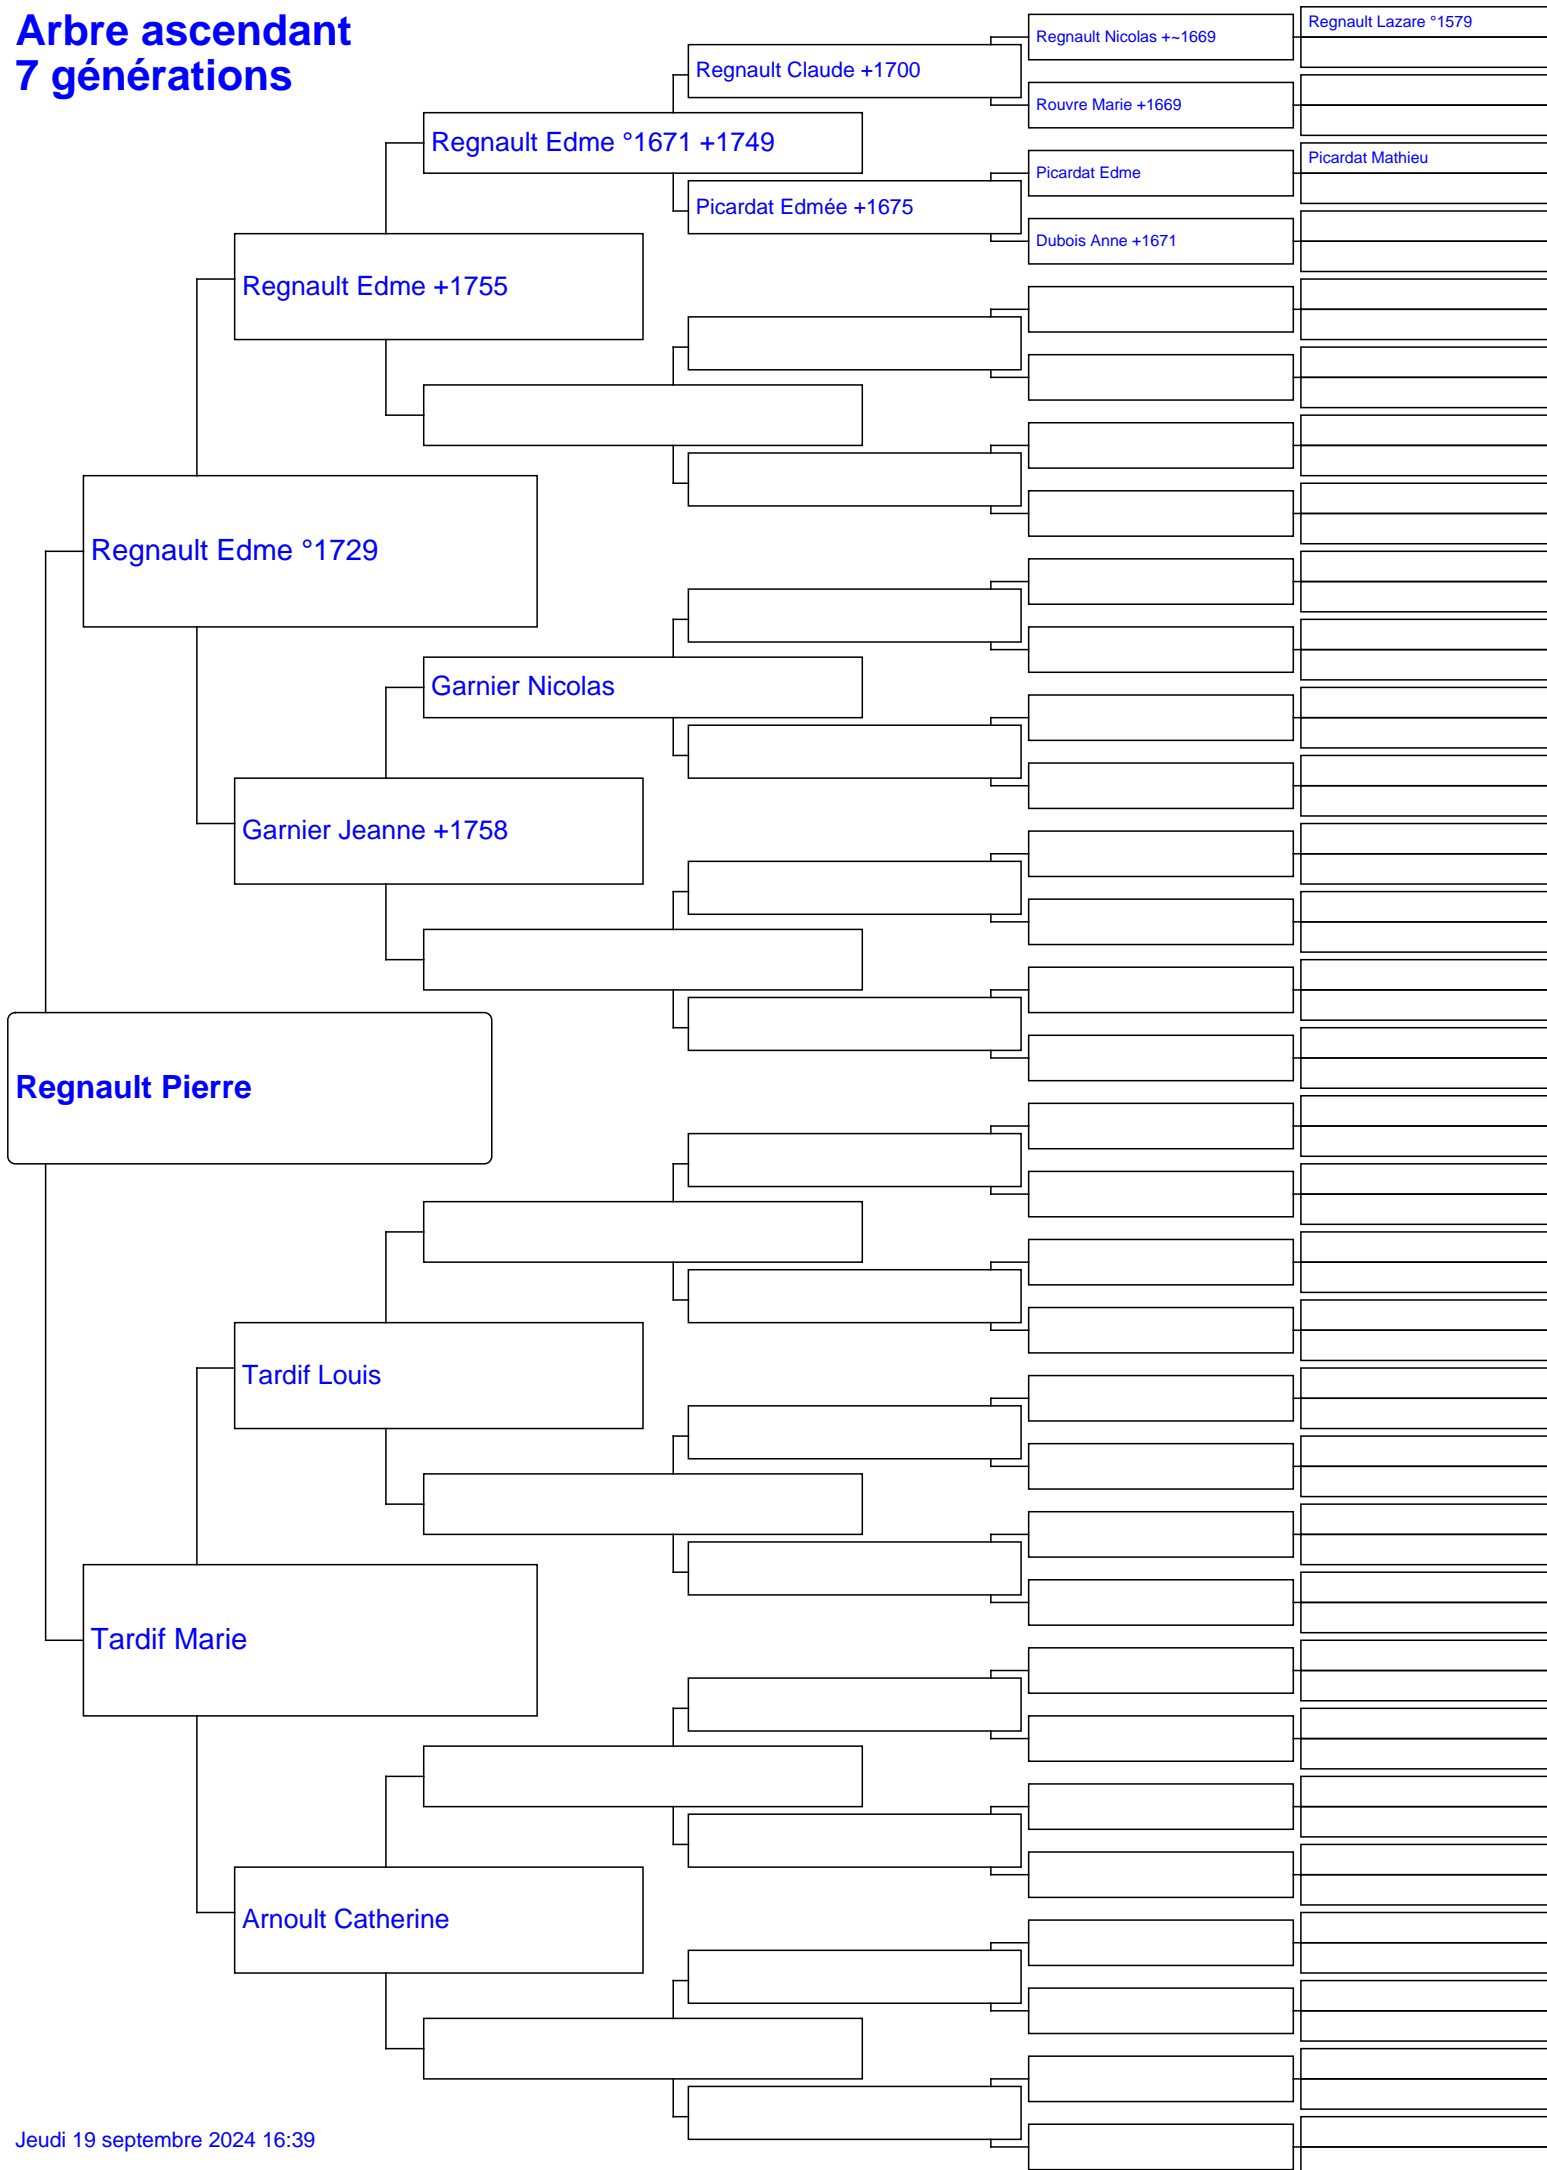 Arbre ascendant
7 générations
Regnault Lazare °1579
Regnault Nicolas +~1669
Regnault Claude +1700
Rouvre Marie +1669
Regnault Edme °1671 +1749
Picardat Mathieu
Picardat Edme
Picardat Edmée +1675
Dubois Anne +1671
Regnault Edme +1755
Regnault Edme °1729
Garnier Nicolas
Garnier Jeanne +1758
Regnault Pierre
Tardif Louis
Tardif Marie
Arnoult Catherine
Jeudi 19 septembre 2024 16:39